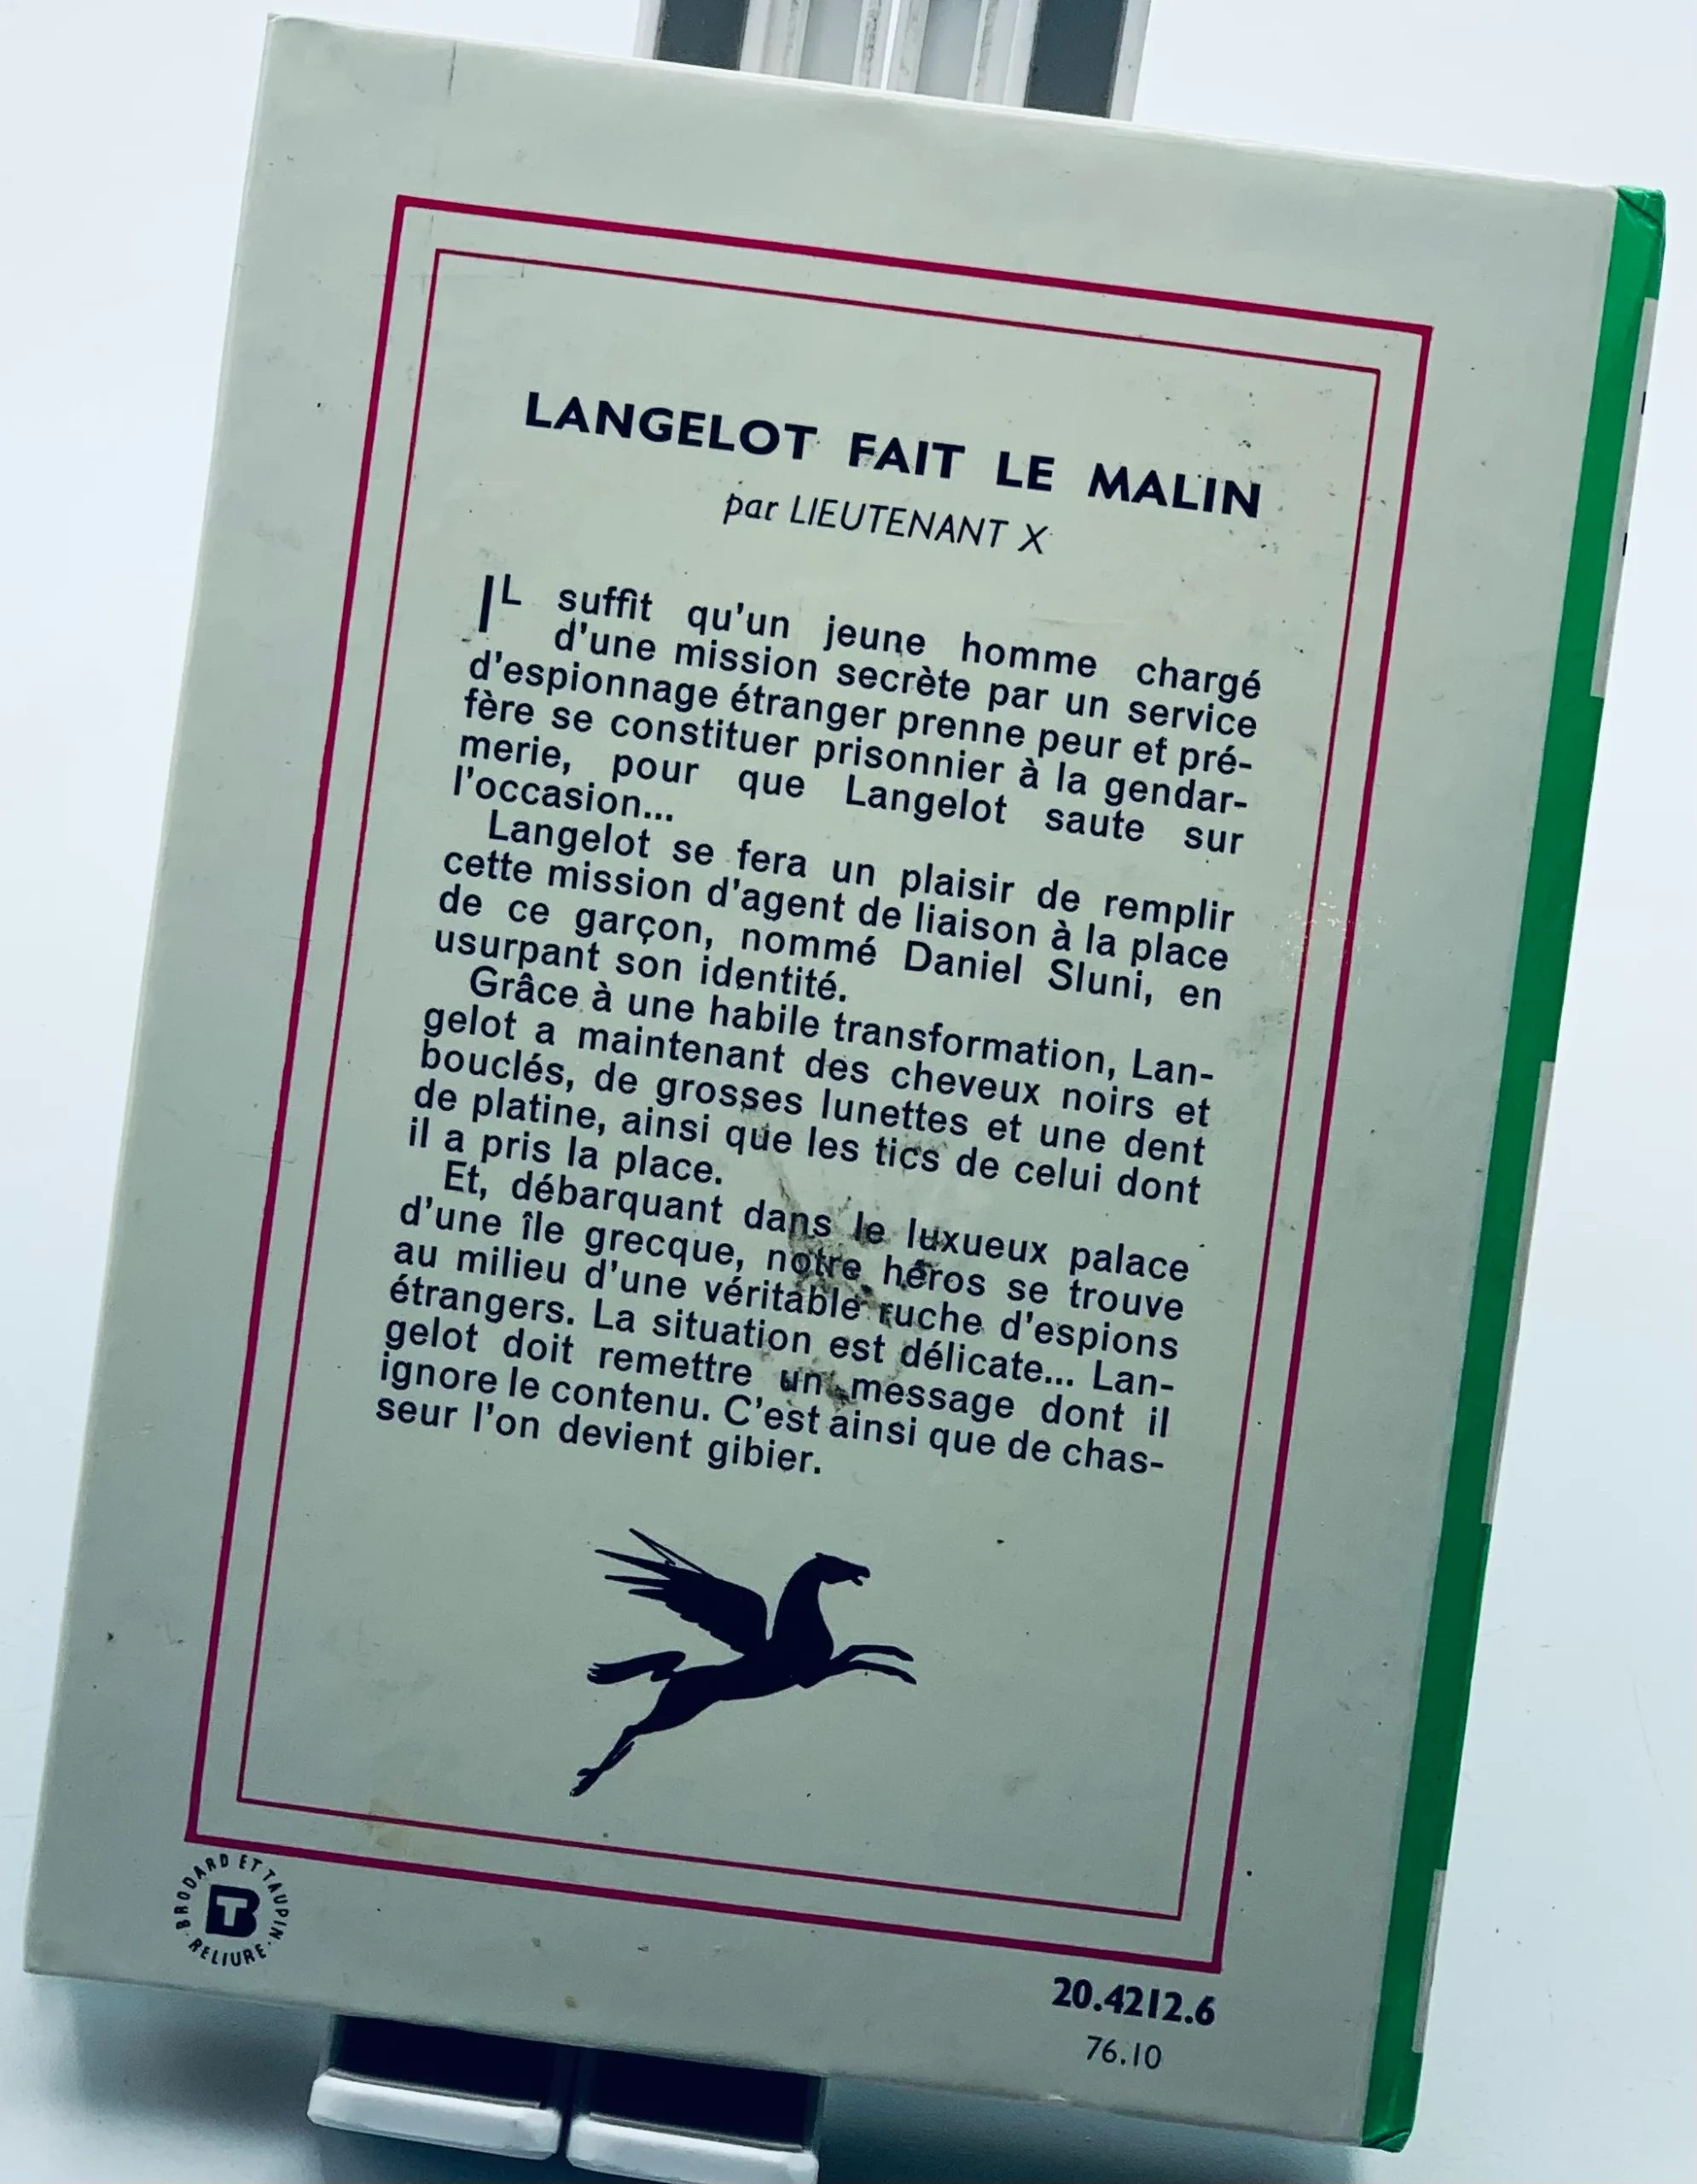 LANGELOT FAIT LE MALIN
par LIEUTENANT X
IL suffit qu'un jeune homme chargé
d'une mission secrète par un service
d'espionnage étranger prenne peur et pré-
fère se constituer prisonnier à la gendar-
merie, pour que Langelot saute sur
l'occasion...
Langelot se fera un plaisir de remplir
cette mission d'agent de liaison à la place
de ce garçon, nommé Daniel Sluni, en
usurpant son identité.
Grâce à une habile transformation, Lan-
gelot a maintenant des cheveux noirs et
bouclés, de grosses lunettes et une dent
de platine, ainsi que les tics de celui dont
il a pris la place.
Et, débarquant dans le luxueux palace
d'une île grecque, notre héros se trouve
au milieu d'une véritable ruche d'espions
étrangers. La situation est délicate... Lan-
gelot doit remettre un message dont il
ignore le contenu. C'est ainsi que de chas-
seur l'on devient gibier.
BRODARD ET TAUPIN
BT
RELIURE
20.4212.6
76.10